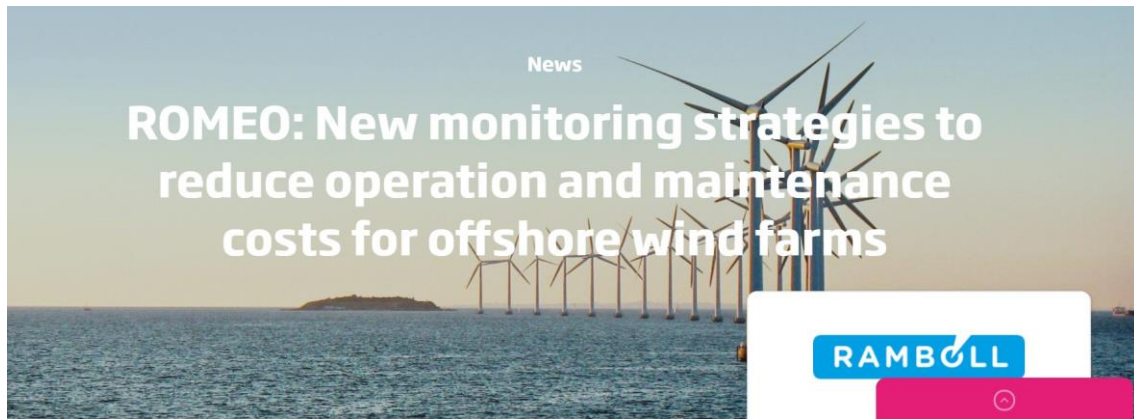 News
ROMEO: New monitoring strategies to
reduce operation and maintenance
costs for offshore wind farms
RAMBOLL